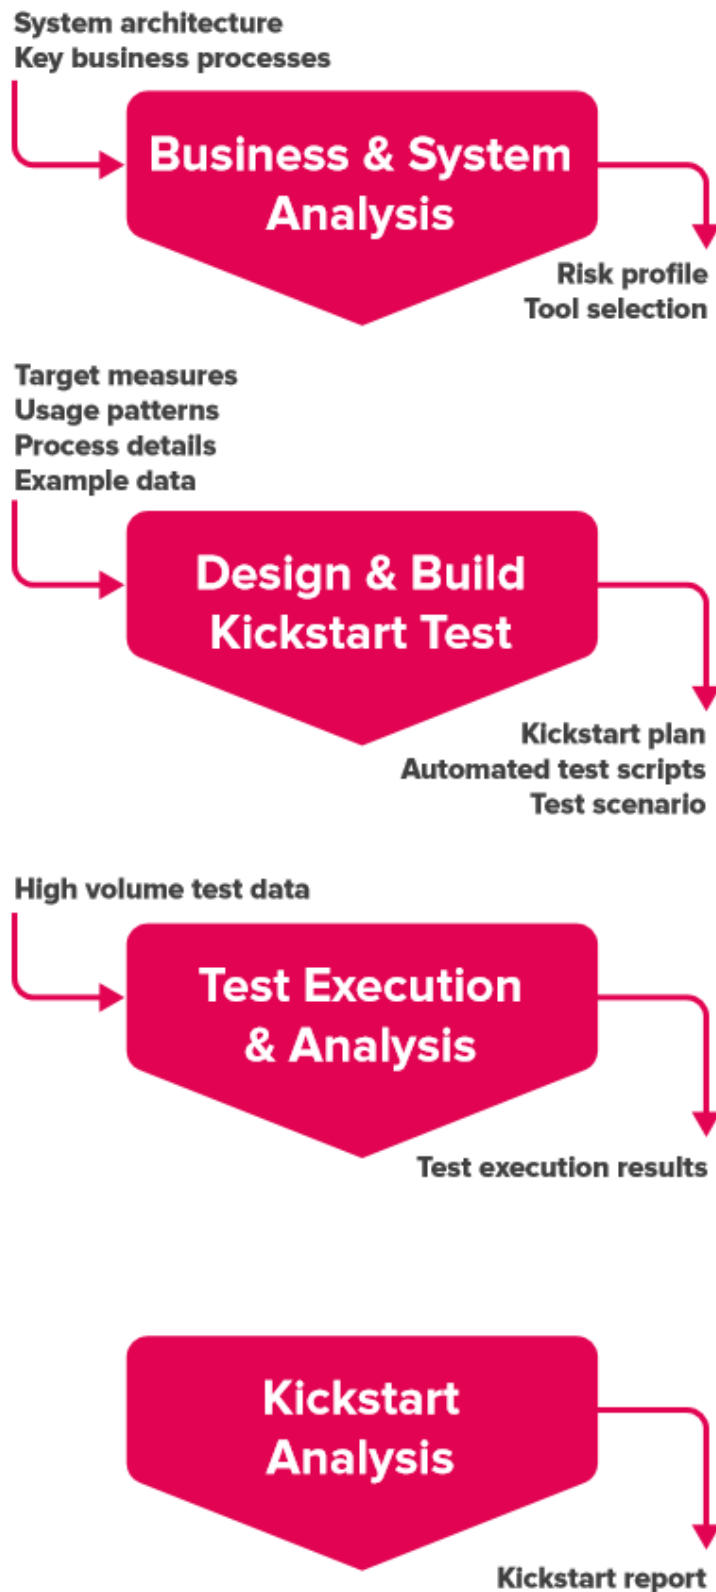 System architecture
Key business processes
Business & System
Analysis
Risk profile
Tool selection
Target measures
Usage patterns
Process details
Example data
Design & Build
Kickstart Test
Kickstart plan
Automated test scripts
Test scenario
High volume test data
Test Execution
& Analysis
Test execution results
Kickstart
Analysis
Kickstart report